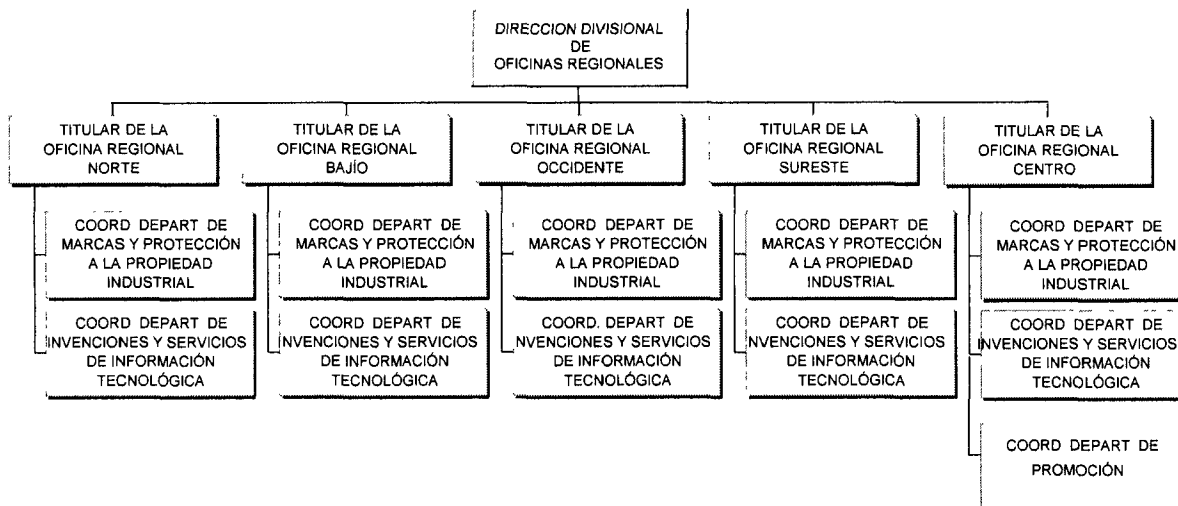 DIRECCION DIVISIONAL
DE
OFICINAS REGIONALES
TITULAR DE LA
OFICINA REGIONAL
NORTE
TITULAR DE LA
OFICINA REGIONAL
BAJÍO
TITULAR DE LA
OFICINA REGIONAL
OCCIDENTE
TITULAR DE LA
OFICINA REGIONAL
SURESTE
TITULAR DE LA
OFICINA REGIONAL
CENTRO
COORD DEPART DE
MARCAS Y PROTECCIÓN
A LA PROPIEDAD
INDUSTRIAL
COORD DEPART DE
MARCAS Y PROTECCIÓN
A LA PROPIEDAD
INDUSTRIAL
COORD DEPART DE
MARCAS Y PROTECCIÓN
A LA PROPIEDAD
INDUSTRIAL
COORD DEPART DE
MARCAS Y PROTECCIÓN
A LA PROPIEDAD
INDUSTRIAL
COORD DEPART DE
MARCAS Y PROTECCIÓN
A LA PROPIEDAD
INDUSTRIAL
COORD DEPART DE
INVENCIONES Y SERVICIOS
DE INFORMACIÓN
TECNOLÓGICA
COORD DEPART DE
NVENCIONES Y SERVICIOS
DE INFORMACIÓN
TECNOLÓGICA
COORD. DEPART DE
NVENCIONES Y SERVICIOS
DE INFORMACIÓN
TECNOLÓGICA
COORD DEPART DE
NVENCIONES Y SERVICIOS
DE INFORMACIÓN
TECNOLÓGICA
COORD DEPART DE
INVENCIONES Y SERVICIOS
DE INFORMACIÓN
TECNOLÓGICA
COORD DEPART DE
PROMOCIÓN